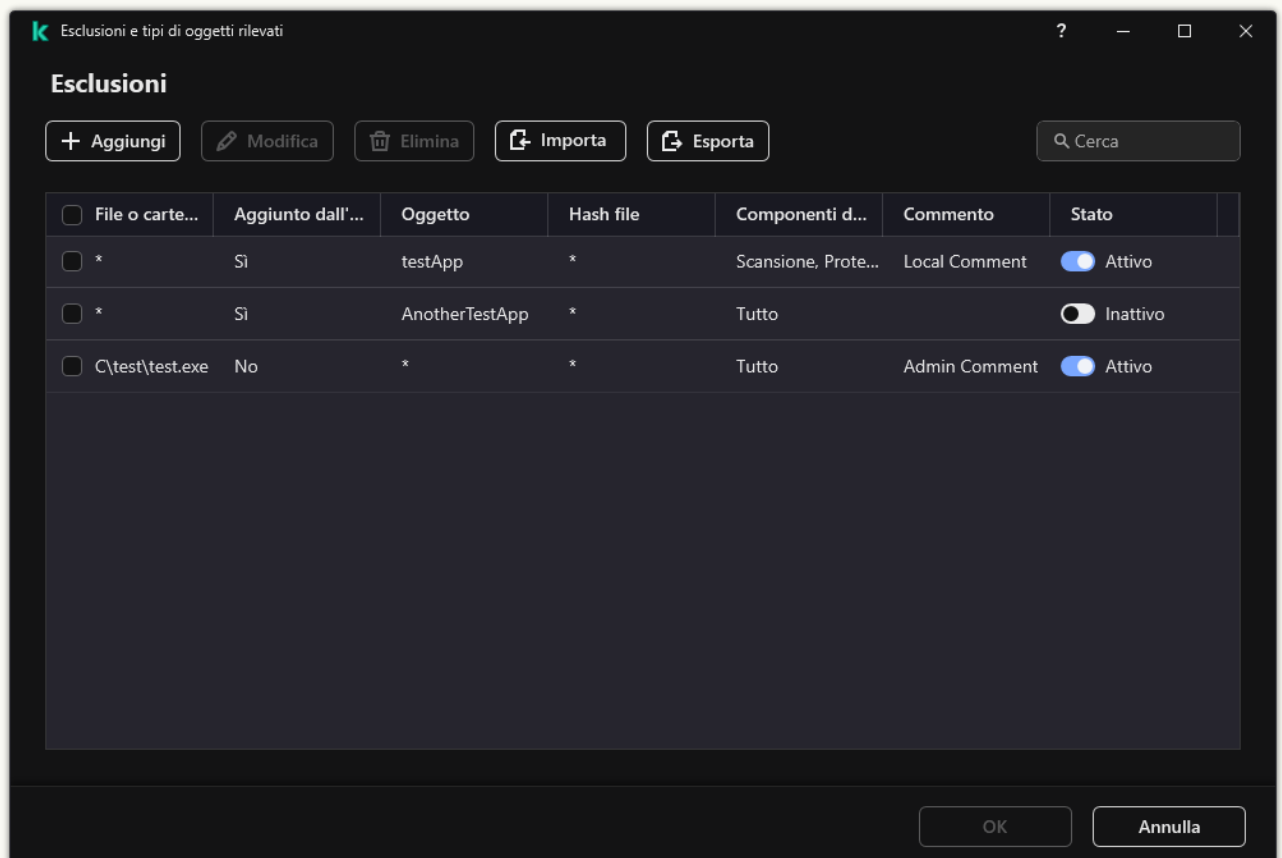 Esclusioni e tipi di oggetti rilevati ?
Esclusioni
Aggiungi Modifica Elimina Importa Esporta Cerca
File o carte... Aggiunto dall'... Oggetto Hash file Componenti d... Commento Stato
* Sì testApp * Scansione, Prote... Local Comment Attivo
* Sì AnotherTestApp * Tutto Inattivo
C\test\test.exe No * * Tutto Admin Comment Attivo
OK Annulla